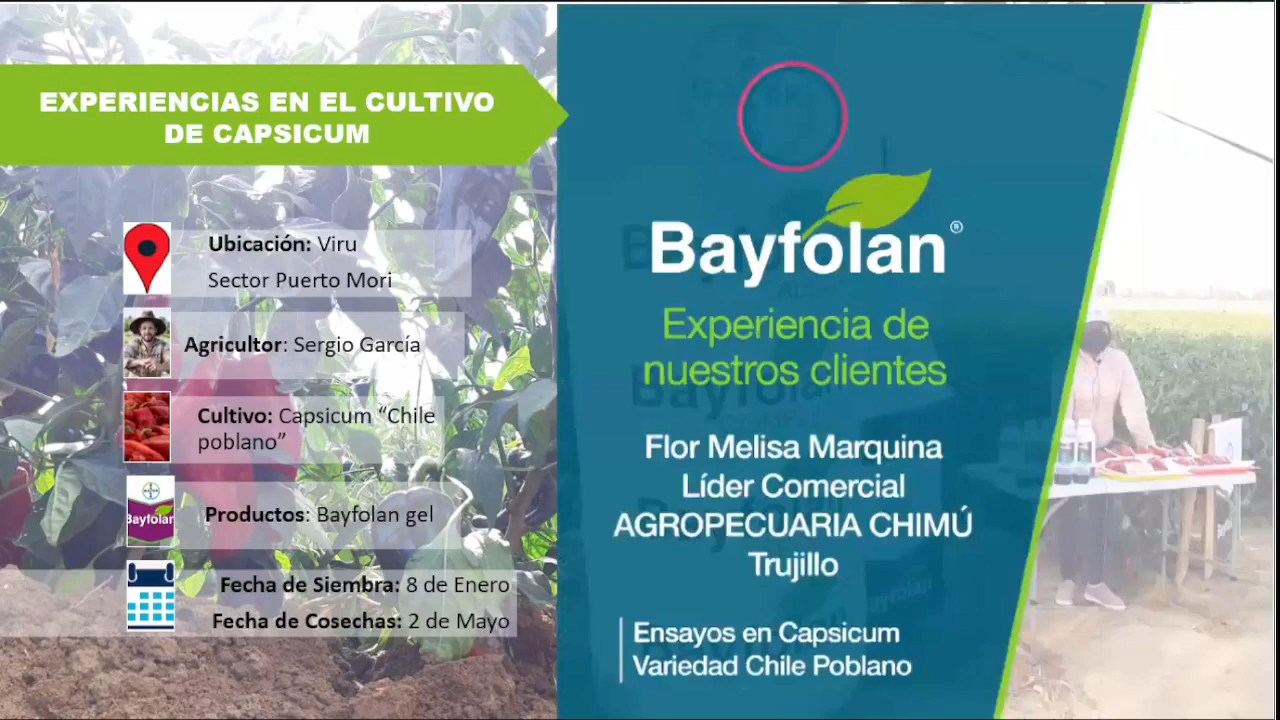 EXPERIENCIAS EN EL CULTIVO
DE CAPSICUM
Ubicación: Viru
Sector Puerto Mori
Agricultor: Sergio García
Cultivo: Capsicum “Chile
poblano”
Bayfolan
Productos: Bayfolan gel
Fecha de Siembra: 8 de Enero
Fecha de Cosechas: 2 de Mayo
Bayfolan®
Experiencia de
nuestros clientes
Flor Melisa Marquina
Líder Comercial
AGROPECUARIA CHIMÚ
Trujillo
Ensayos en Capsicum
Variedad Chile Poblano